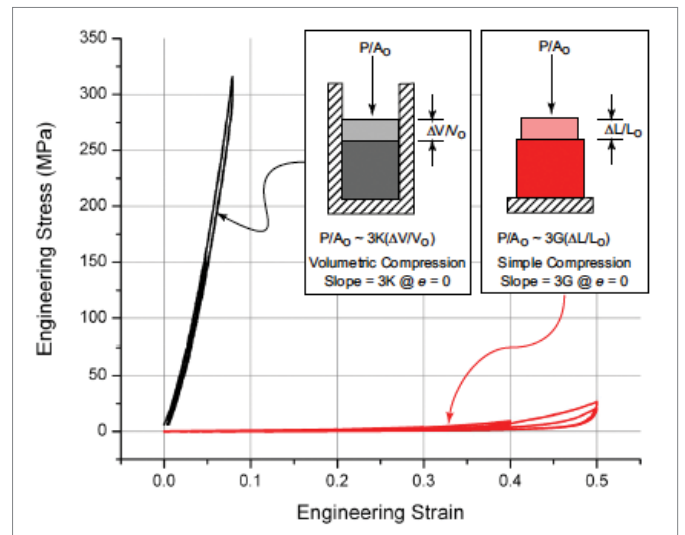 350
300
250
200
150
100
50
0
Engineering Stress (MPa)
0.0
0.1
0.2
0.3
0.4
0.5
Engineering Strain
P/Ao
ΔV/Vo
P/Ao ~ 3K(ΔV/Vo)
Volumetric Compression
Slope = 3K @ e = 0
P/Ao
ΔL/Lo
P/Ao ~3G(ΔL/Lo)
Simple Compression
Slope = 3G @ e = 0